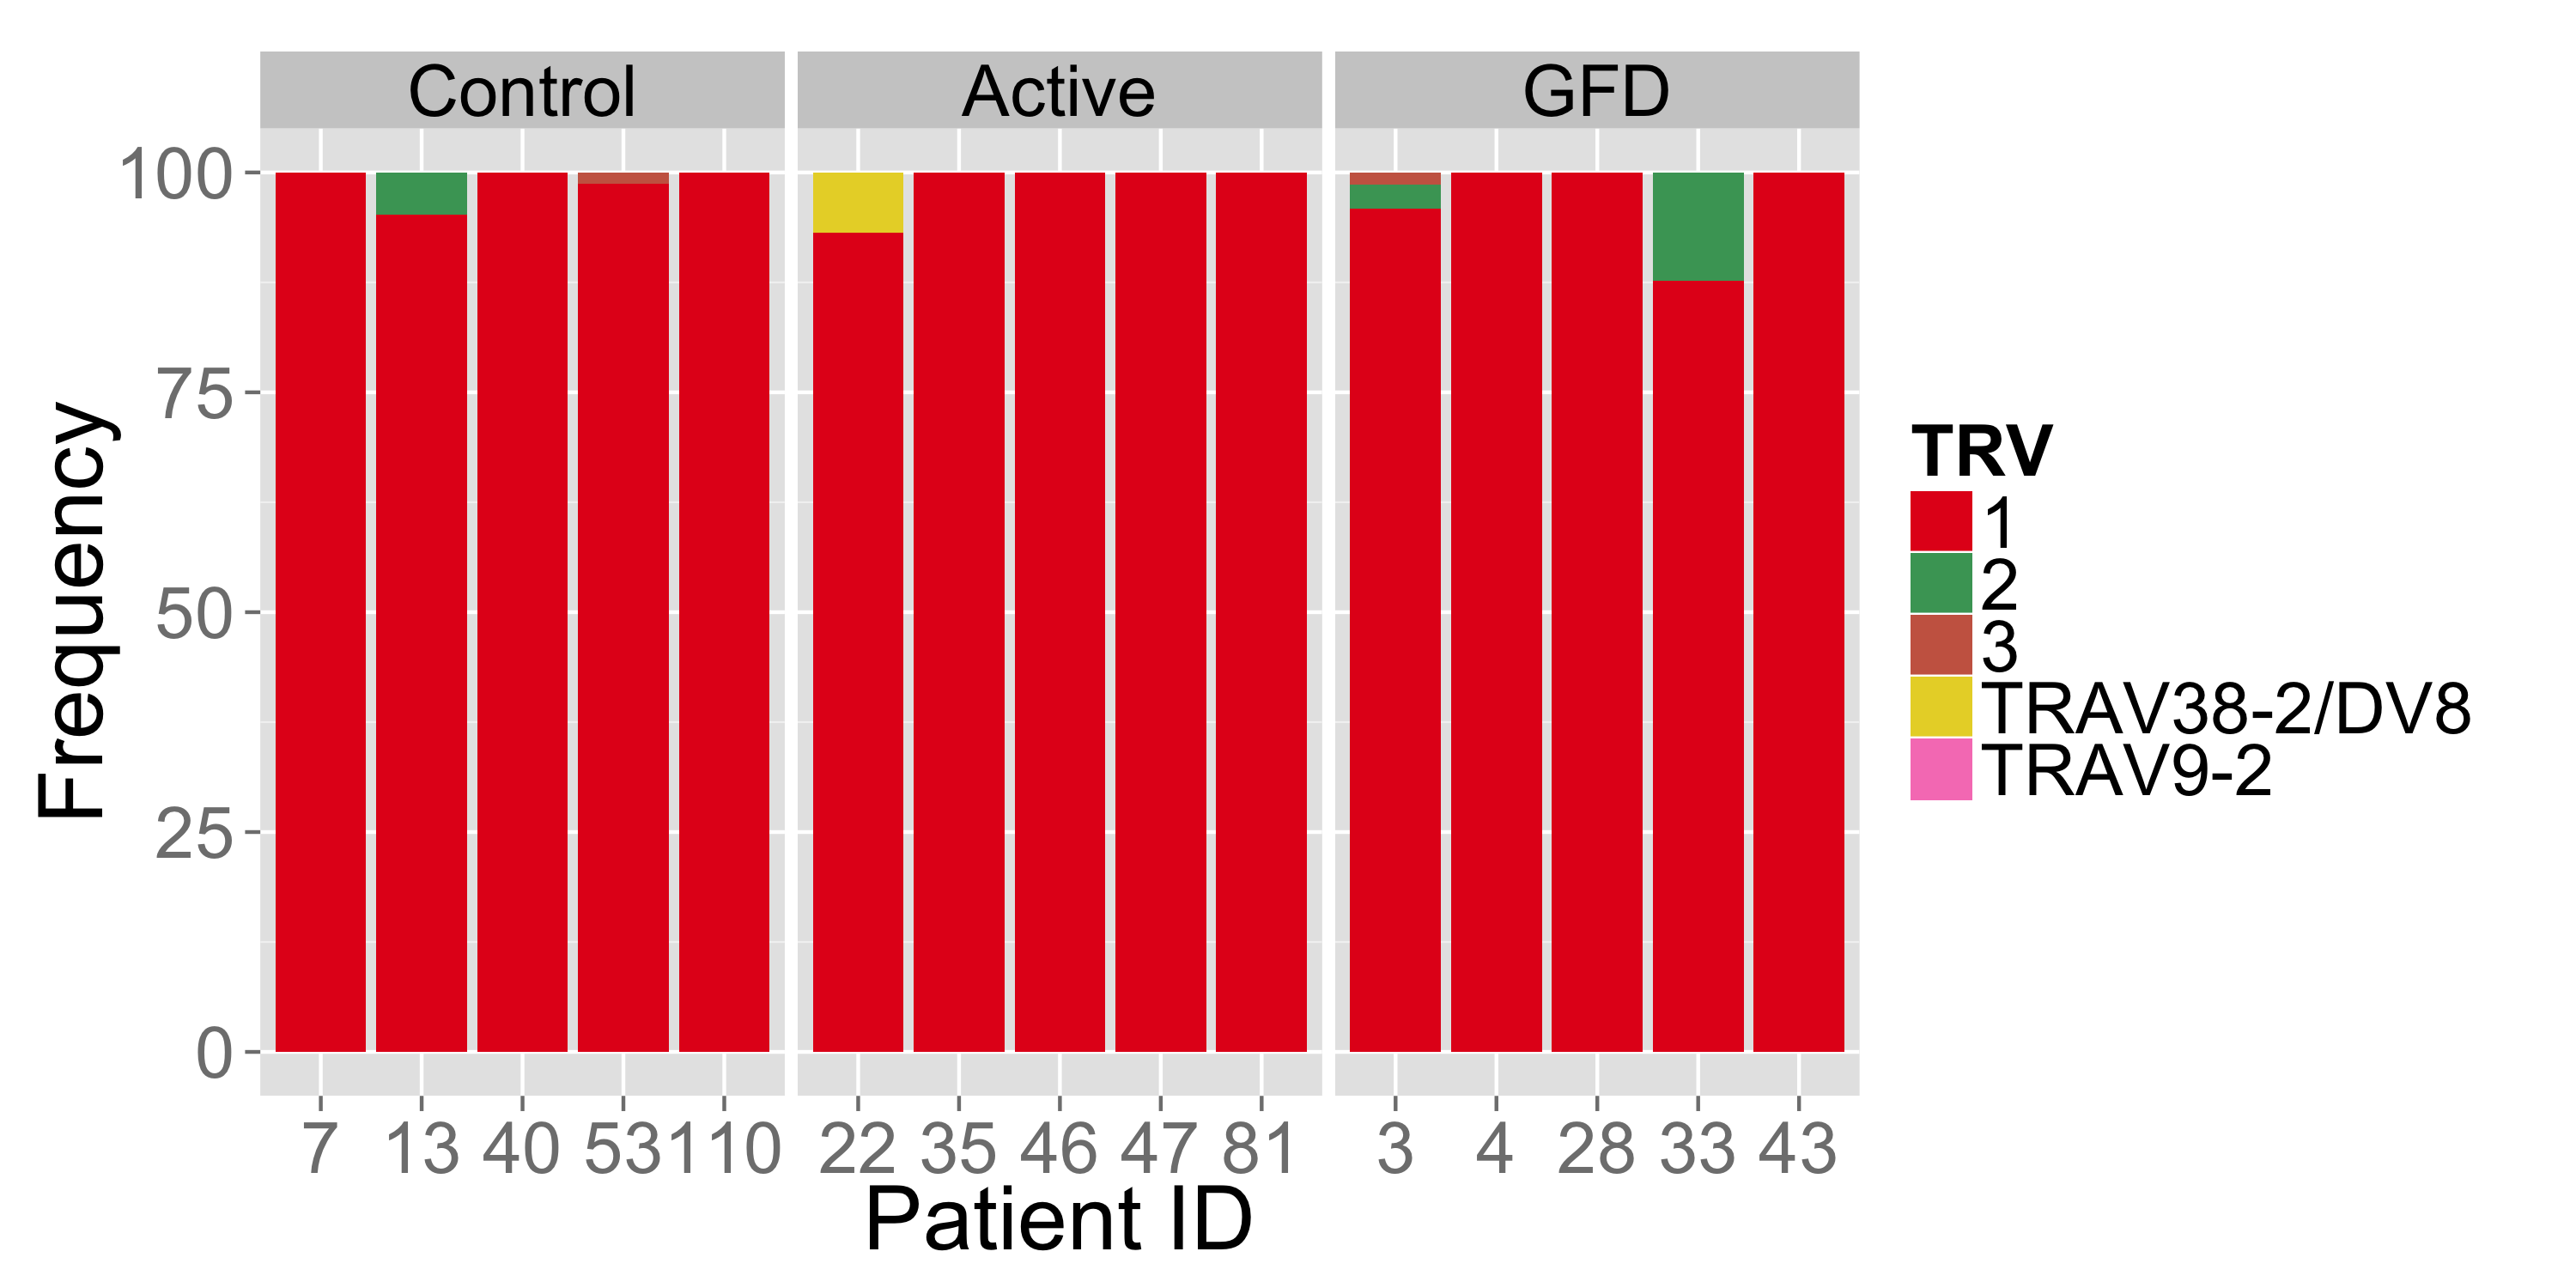 Control Active GFD
100
75
50
25
0
Frequency
7 13 40 53 110 22 35 46 47 81 3 4 28 33 43
Patient ID
TRV
1
2
3
TRAV38-2/DV8
TRAV9-2